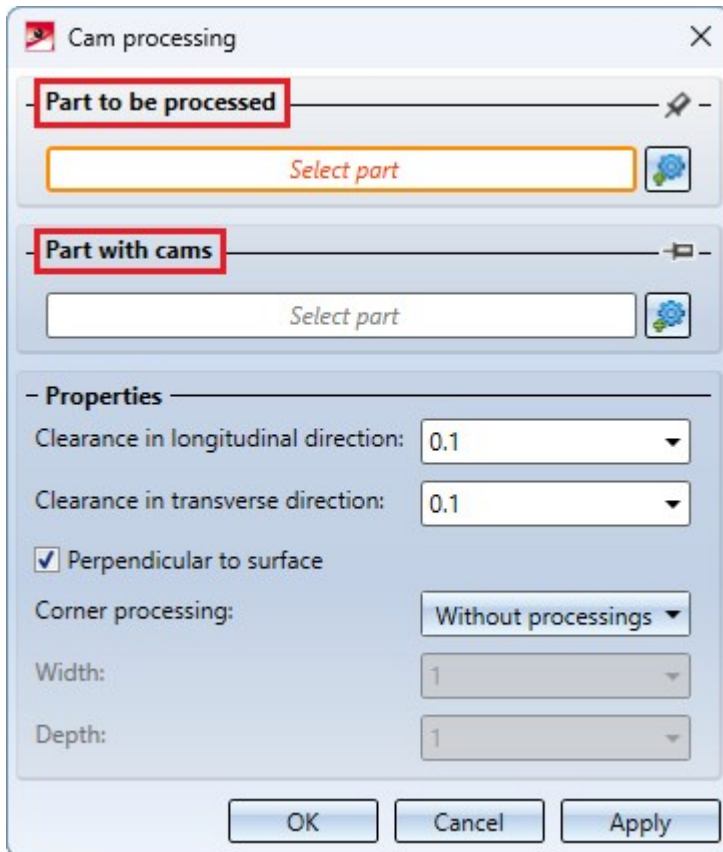 Cam processing
Part to be processed
Select part
Part with cams
Select part
Properties
Clearance in longitudinal direction: 0.1
Clearance in transverse direction: 0.1
Perpendicular to surface
Corner processing: Without processings
Width: 1
Depth: 1
OK Cancel Apply